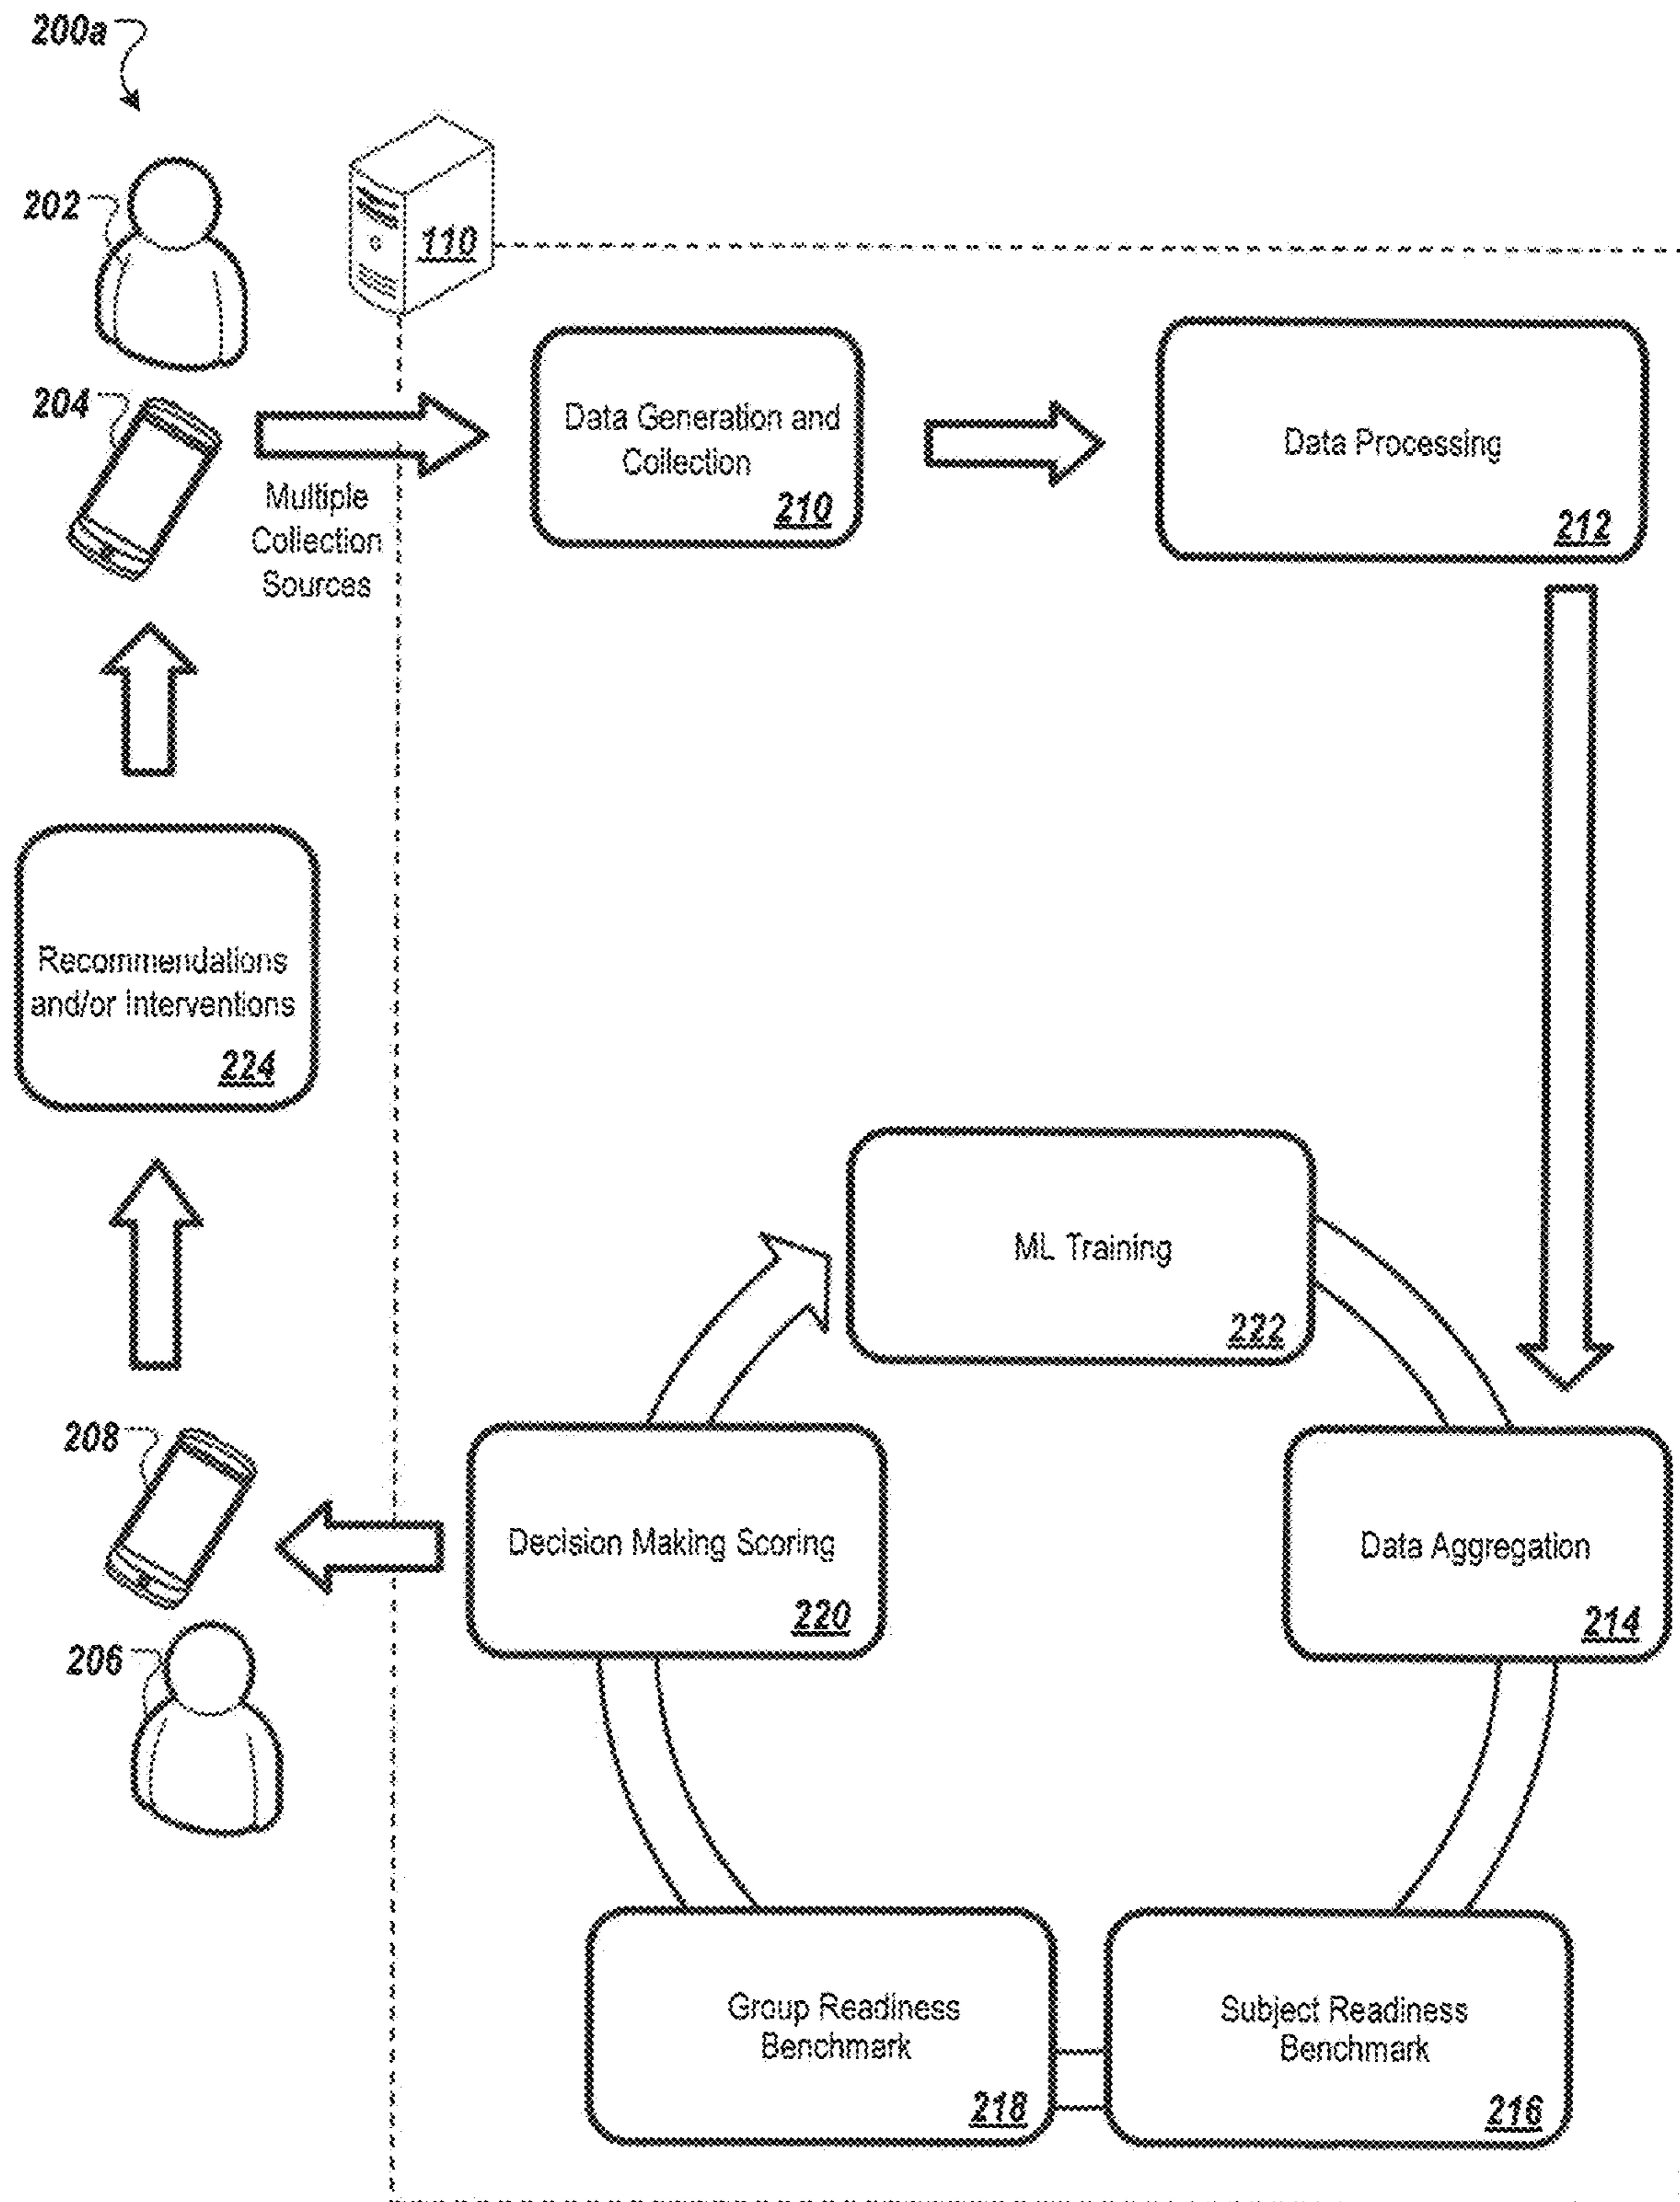 200a
202
110
204
Data Generation and
Collection
210
Data Processing
212
Multiple
Collection
Sources
Recommendations
and/or Interventions
224
ML Training
222
208
Decision Making Scoring
220
Data Aggregation
214
206
Group Readiness
Benchmark
218
Subject Readiness
Benchmark
216